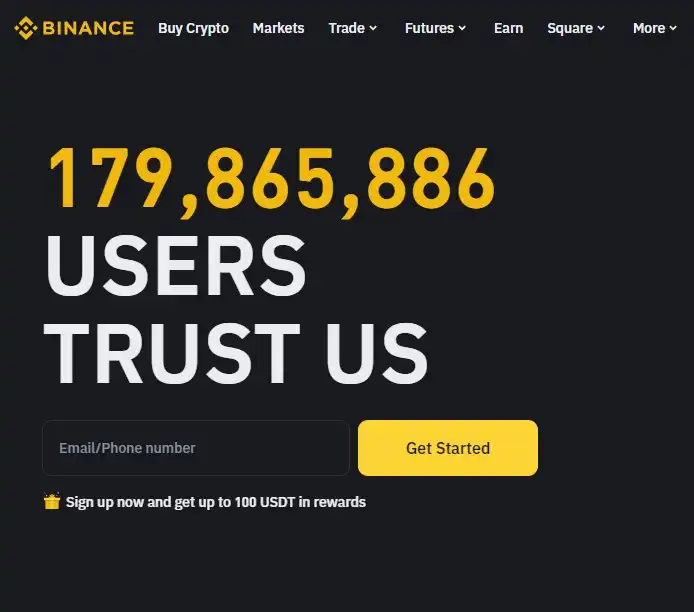 BINANCE Buy Crypto Markets Trade Futures Earn Square More
179,865,886
USERS
TRUST US
Email/Phone number Get Started
Sign up now and get up to 100 USDT in rewards